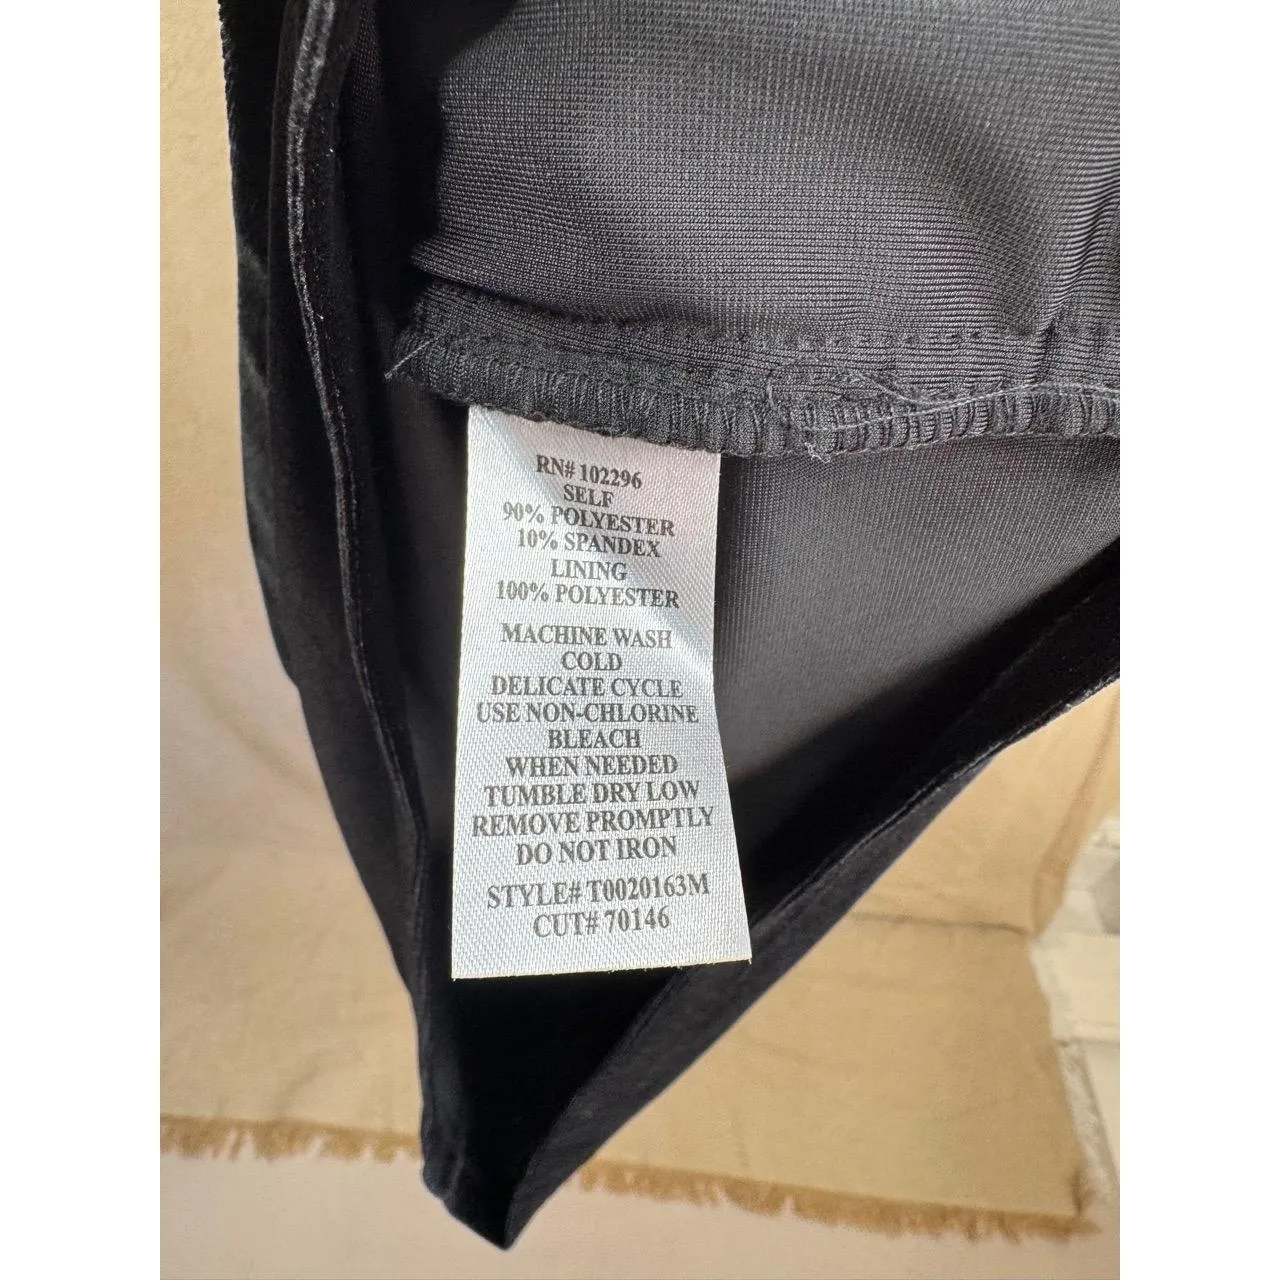 RN# 102296
SELF
90% POLYESTER
10% SPANDEX
LINING
100% POLYESTER
MACHINE WASH
COLD
DELICATE CYCLE
USE NON-CHLORINE
BLEACH
WHEN NEEDED
TUMBLE DRY LOW
REMOVE PROMPTLY
DO NOT IRON
STYLE# T0020163M
CUT# 70146